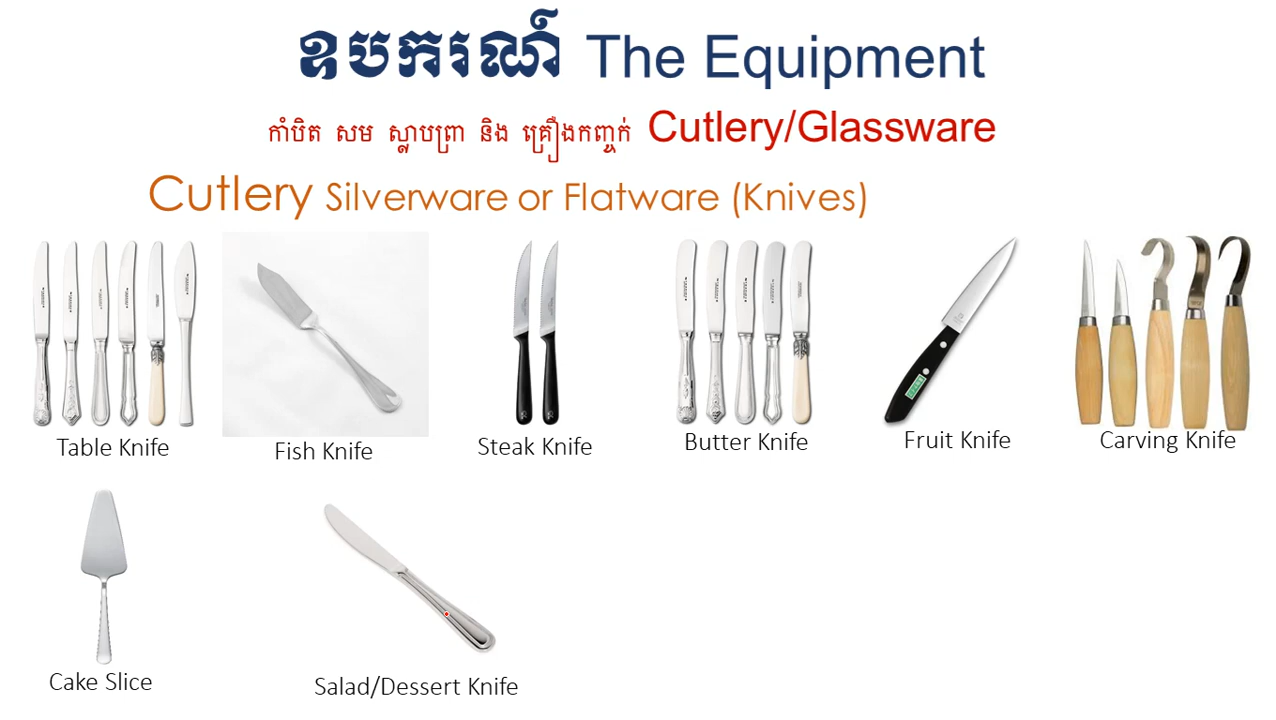 ឧបករណ៍ The Equipment
កាំបិត សម ស្លាបព្រា និង គ្រឿងកញ្ចក់ Cutlery/Glassware
Cutlery Silverware or Flatware (Knives)
Table Knife
Fish Knife
Steak Knife
Butter Knife
Fruit Knife
Carving Knife
Cake Slice
Salad/Dessert Knife